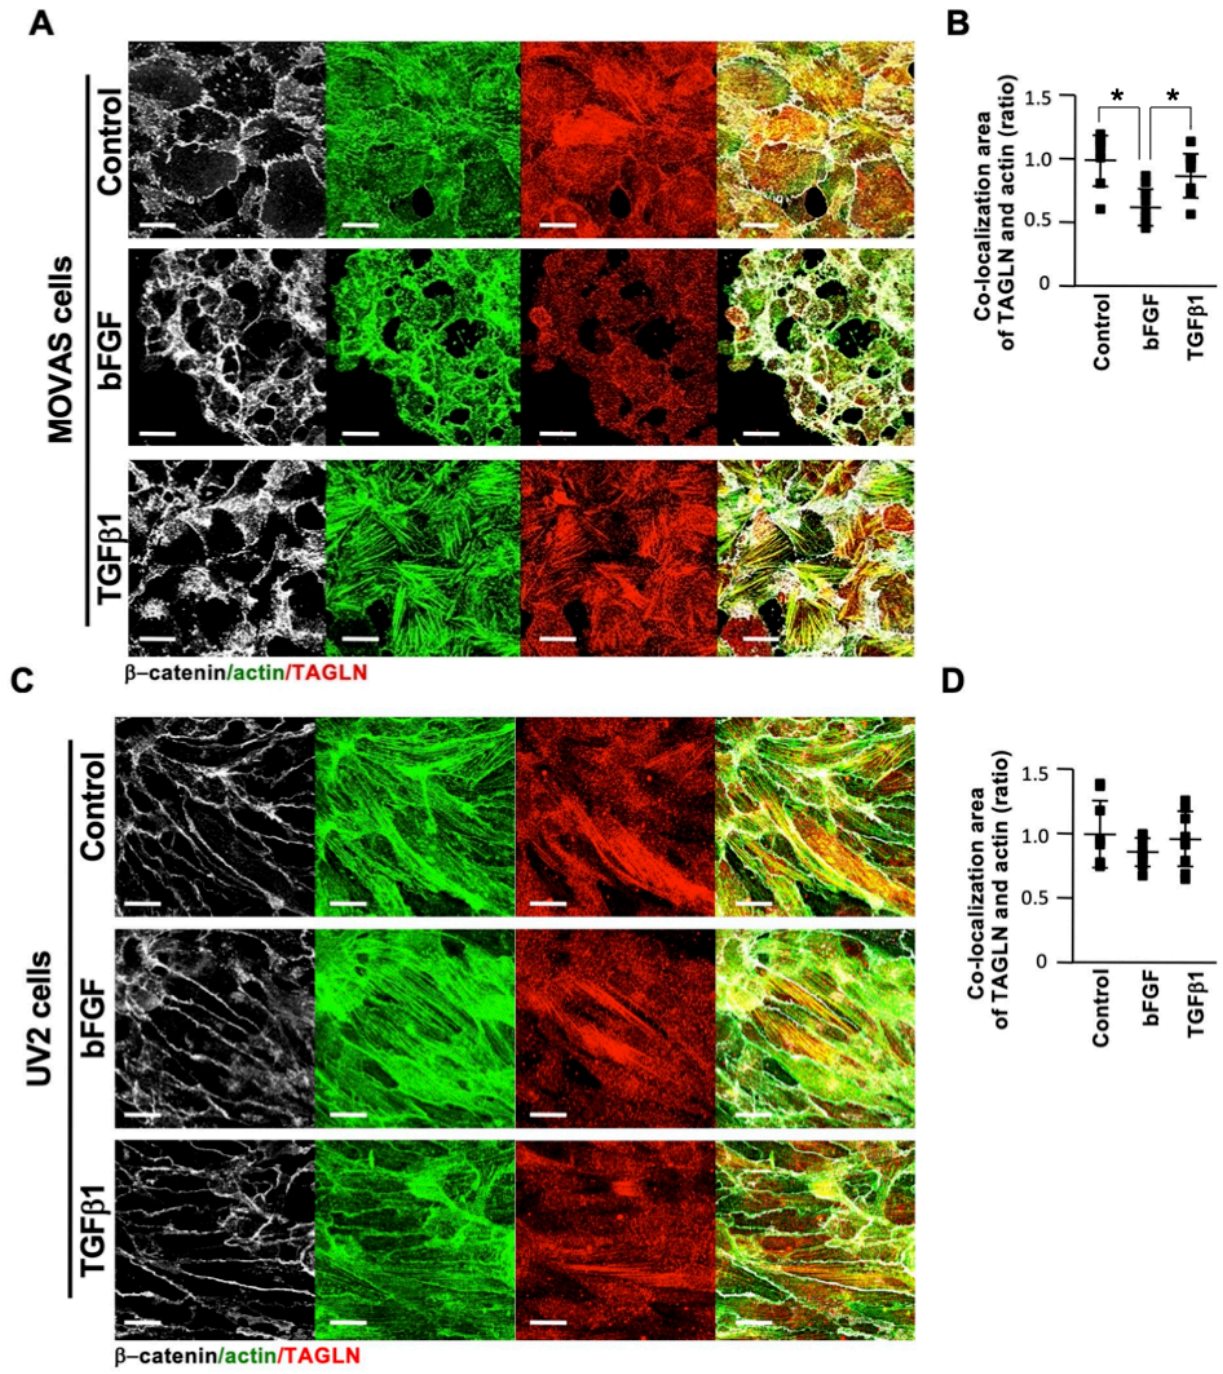 A
MOVAS cells
Control
bFGF
TGFβ1
β–catenin/actin/TAGLN
B
Co-localization area
of TAGLN and actin (ratio)
1.5
1.0
0.5
0
*
*
Control
bFGF
TGFβ1
C
UV2 cells
Control
bFGF
TGFβ1
β–catenin/actin/TAGLN
D
Co-localization area
of TAGLN and actin (ratio)
1.5
1.0
0.5
0
Control
bFGF
TGFβ1